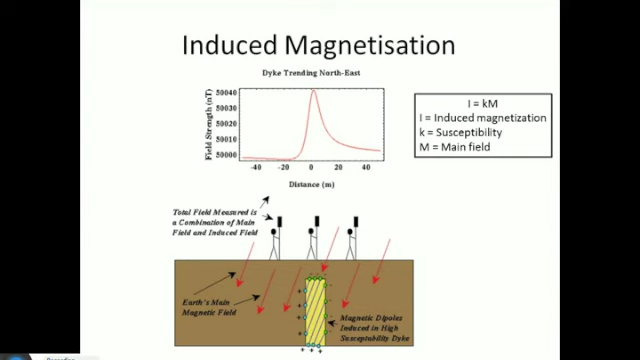 Induced Magnetisation
Dyke Trending North-East
Field Strength (nT)
50040
50030
50020
50010
50000
-40 -20 0 20 40
Distance (m)
I = kM
I = Induced magnetization
k = Susceptibility
M = Main field
Total Field Measured is
a Combination of Main
Field and Induced Field
Earth's Main
Magnetic Field
Magnetic Dipoles
Induced in High
Susceptability Dyke